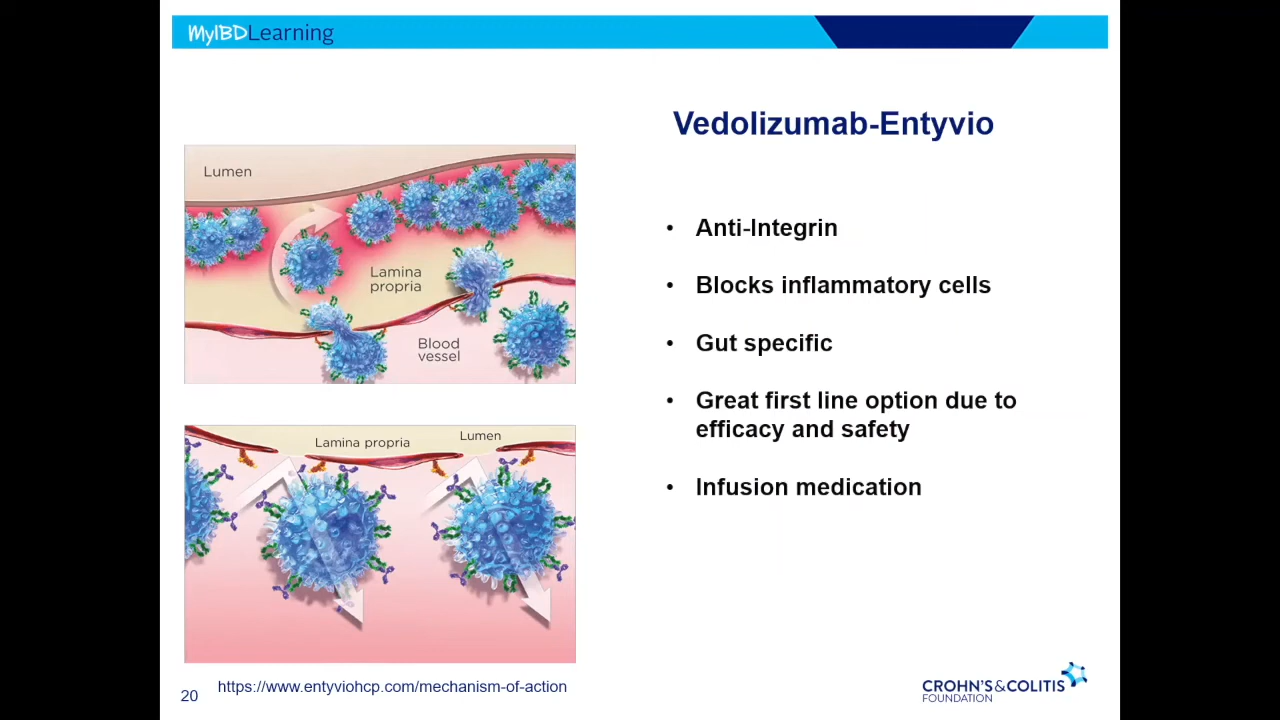 MyIBDLearning
Vedolizumab-Entyvio
Lumen
Lamina
propria
Blood
vessel
Lamina propria
Lumen
• Anti-Integrin
• Blocks inflammatory cells
• Gut specific
• Great first line option due to
efficacy and safety
• Infusion medication
20
https://www.entyviohcp.com/mechanism-of-action
CROHN'S&COLITIS
FOUNDATION